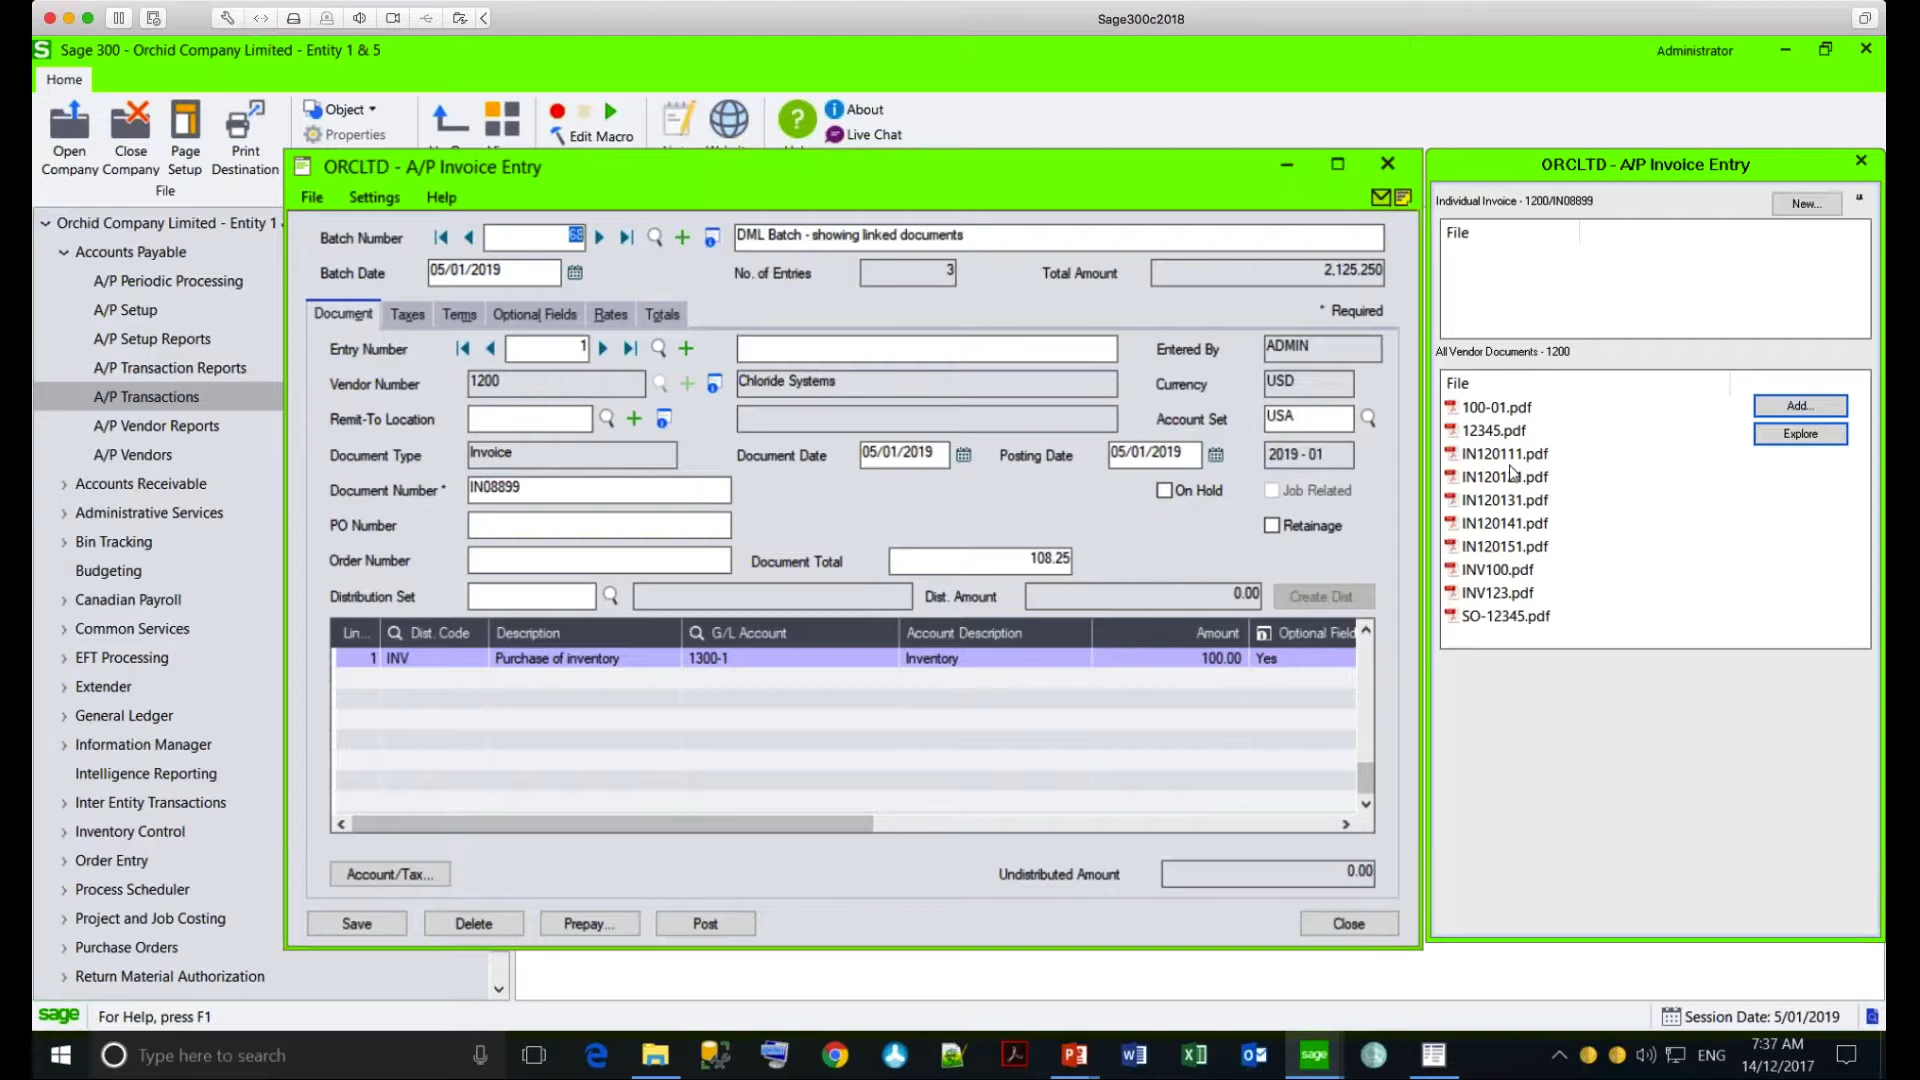 Sage300c2018
Sage 300 - Orchid Company Limited - Entity 1 & 5
Administrator
Home
Open Company
Close Company
Page Setup
Print Destination
File
Object
Properties
Edit Macro
About
Live Chat
ORCLTD - A/P Invoice Entry
File Settings Help
Orchid Company Limited - Entity 1
Accounts Payable
A/P Periodic Processing
A/P Setup
A/P Setup Reports
A/P Transaction Reports
A/P Transactions
A/P Vendor Reports
A/P Vendors
Accounts Receivable
Administrative Services
Bin Tracking
Budgeting
Canadian Payroll
Common Services
EFT Processing
Extender
General Ledger
Information Manager
Intelligence Reporting
Inter Entity Transactions
Inventory Control
Order Entry
Process Scheduler
Project and Job Costing
Purchase Orders
Return Material Authorization
Batch Number 68 DML Batch - showing linked documents
Batch Date 05/01/2019 No. of Entries 3 Total Amount 2,125.250
Document Taxes Terms Optional Fields Rates Totals * Required
Entry Number 1 Entered By ADMIN
Vendor Number 1200 Chloride Systems Currency USD
Remit-To Location Account Set USA
Document Type Invoice Document Date 05/01/2019 Posting Date 05/01/2019 2019 - 01
Document Number * IN08899 On Hold Job Related
PO Number Retainage
Order Number Document Total 108.25
Distribution Set Dist. Amount 0.00 Create Dist.
Lin... Dist. Code Description G/L Account Account Description Amount Optional Field
1 INV Purchase of inventory 1300-1 Inventory 100.00 Yes
Account/Tax... Undistributed Amount 0.00
Save Delete Prepay... Post Close
ORCLTD - A/P Invoice Entry
Individual Invoice - 1200/IN08899 New...
File
All Vendor Documents - 1200
File
100-01.pdf
12345.pdf
IN120111.pdf
IN120121.pdf
IN120131.pdf
IN120141.pdf
IN120151.pdf
INV100.pdf
INV123.pdf
SO-12345.pdf
Add...
Explore
sage For Help, press F1
Session Date: 5/01/2019
Type here to search
sage
ENG
7:37 AM
14/12/2017